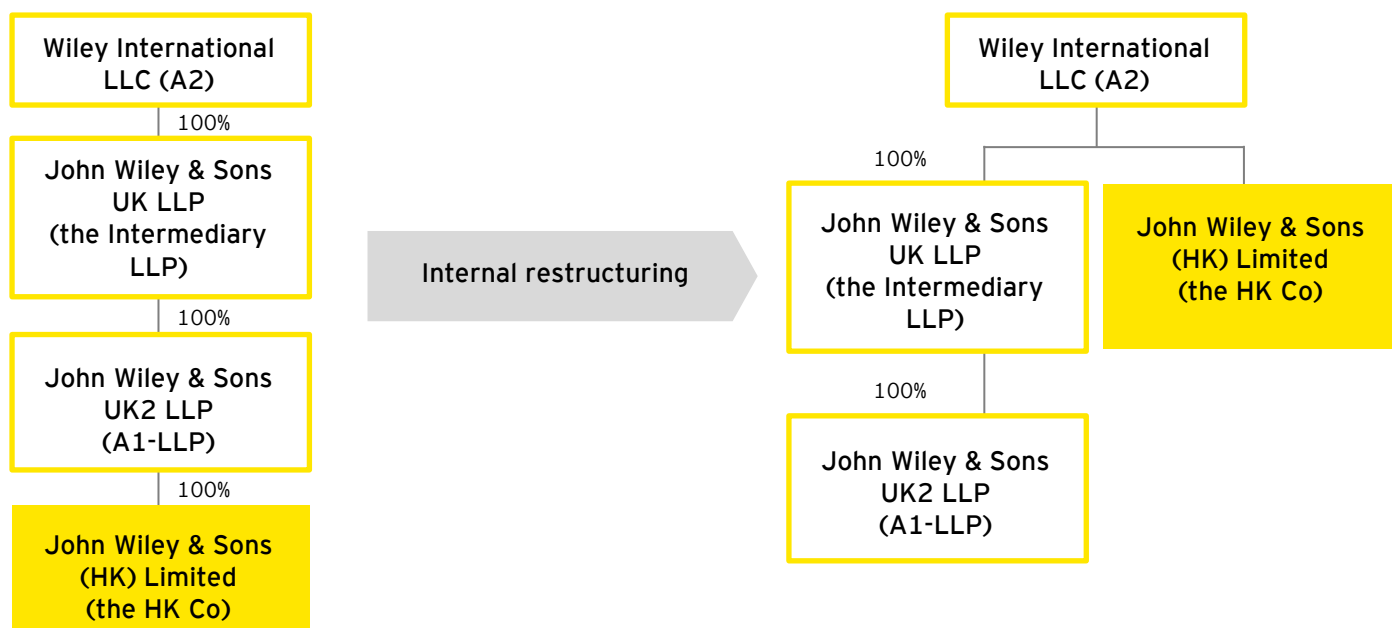 Wiley International
LLC (A2)
100%
John Wiley & Sons
UK LLP
(the Intermediary
LLP)
100%
John Wiley & Sons
UK2 LLP
(A1-LLP)
100%
John Wiley & Sons
(HK) Limited
(the HK Co)
Internal restructuring
Wiley International
LLC (A2)
100%
John Wiley & Sons
UK LLP
(the Intermediary
LLP)
John Wiley & Sons
(HK) Limited
(the HK Co)
100%
John Wiley & Sons
UK2 LLP
(A1-LLP)